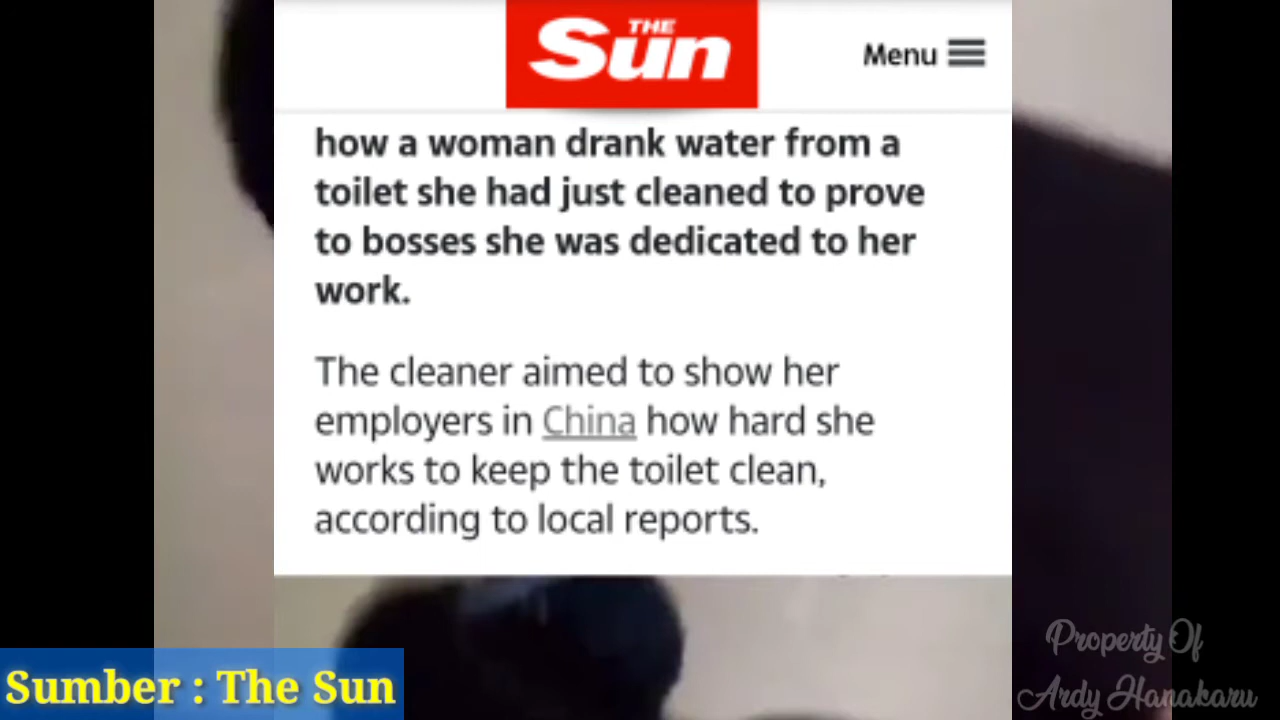 THE
Sun
Menu
how a woman drank water from a
toilet she had just cleaned to prove
to bosses she was dedicated to her
work.
The cleaner aimed to show her
employers in China how hard she
works to keep the toilet clean,
according to local reports.
Sumber : The Sun
Property Of
Ardy Hanakaru